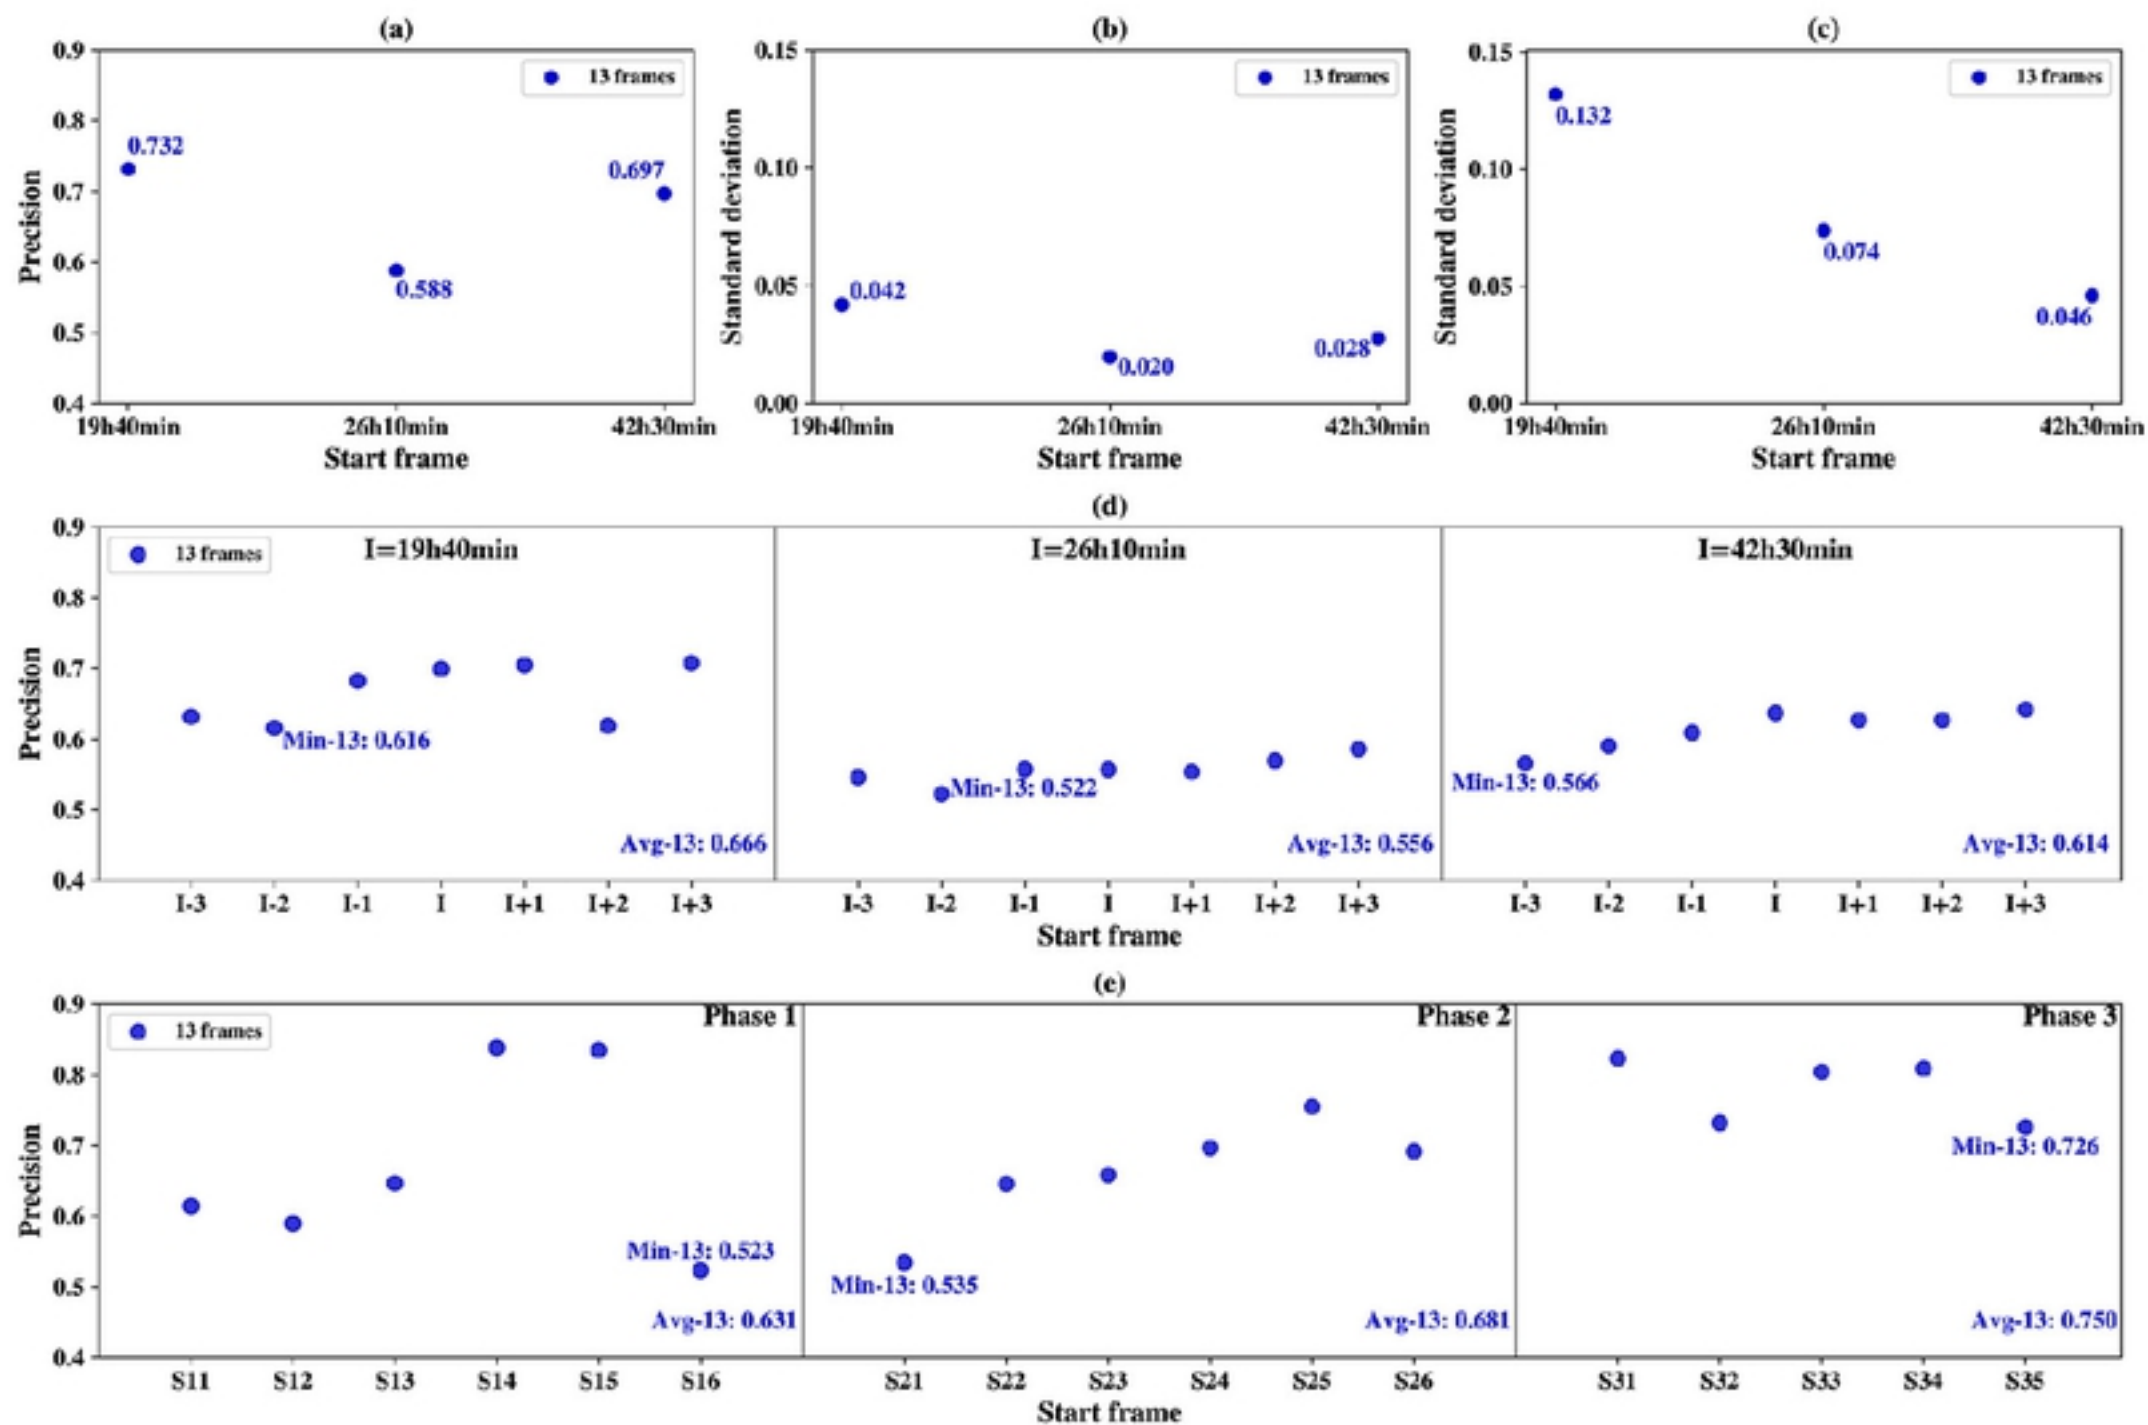 (a)
0.9
0.8
0.7
0.6
0.5
0.4
Precision
13 frames
0.732
0.588
0.697
19h40min 26h10min 42h30min
Start frame
(b)
0.15
0.10
0.05
0.00
Standard deviation
13 frames
0.042
0.020
0.028
19h40min 26h10min 42h30min
Start frame
(c)
0.15
0.10
0.05
0.00
Standard deviation
13 frames
0.132
0.074
0.046
19h40min 26h10min 42h30min
Start frame
(d)
0.9
0.8
0.7
0.6
0.5
0.4
Precision
13 frames
I=19h40min
Min-13: 0.616
Avg-13: 0.666
I=26h10min
Min-13: 0.522
Avg-13: 0.556
I=42h30min
Min-13: 0.566
Avg-13: 0.614
I-3 I-2 I-1 I I+1 I+2 I+3 I-3 I-2 I-1 I I+1 I+2 I+3 I-3 I-2 I-1 I I+1 I+2 I+3
Start frame
(e)
0.9
0.8
0.7
0.6
0.5
0.4
Precision
13 frames
Phase 1
Min-13: 0.523
Avg-13: 0.631
Phase 2
Min-13: 0.535
Avg-13: 0.681
Phase 3
Min-13: 0.726
Avg-13: 0.750
S11 S12 S13 S14 S15 S16 S21 S22 S23 S24 S25 S26 S31 S32 S33 S34 S35
Start frame